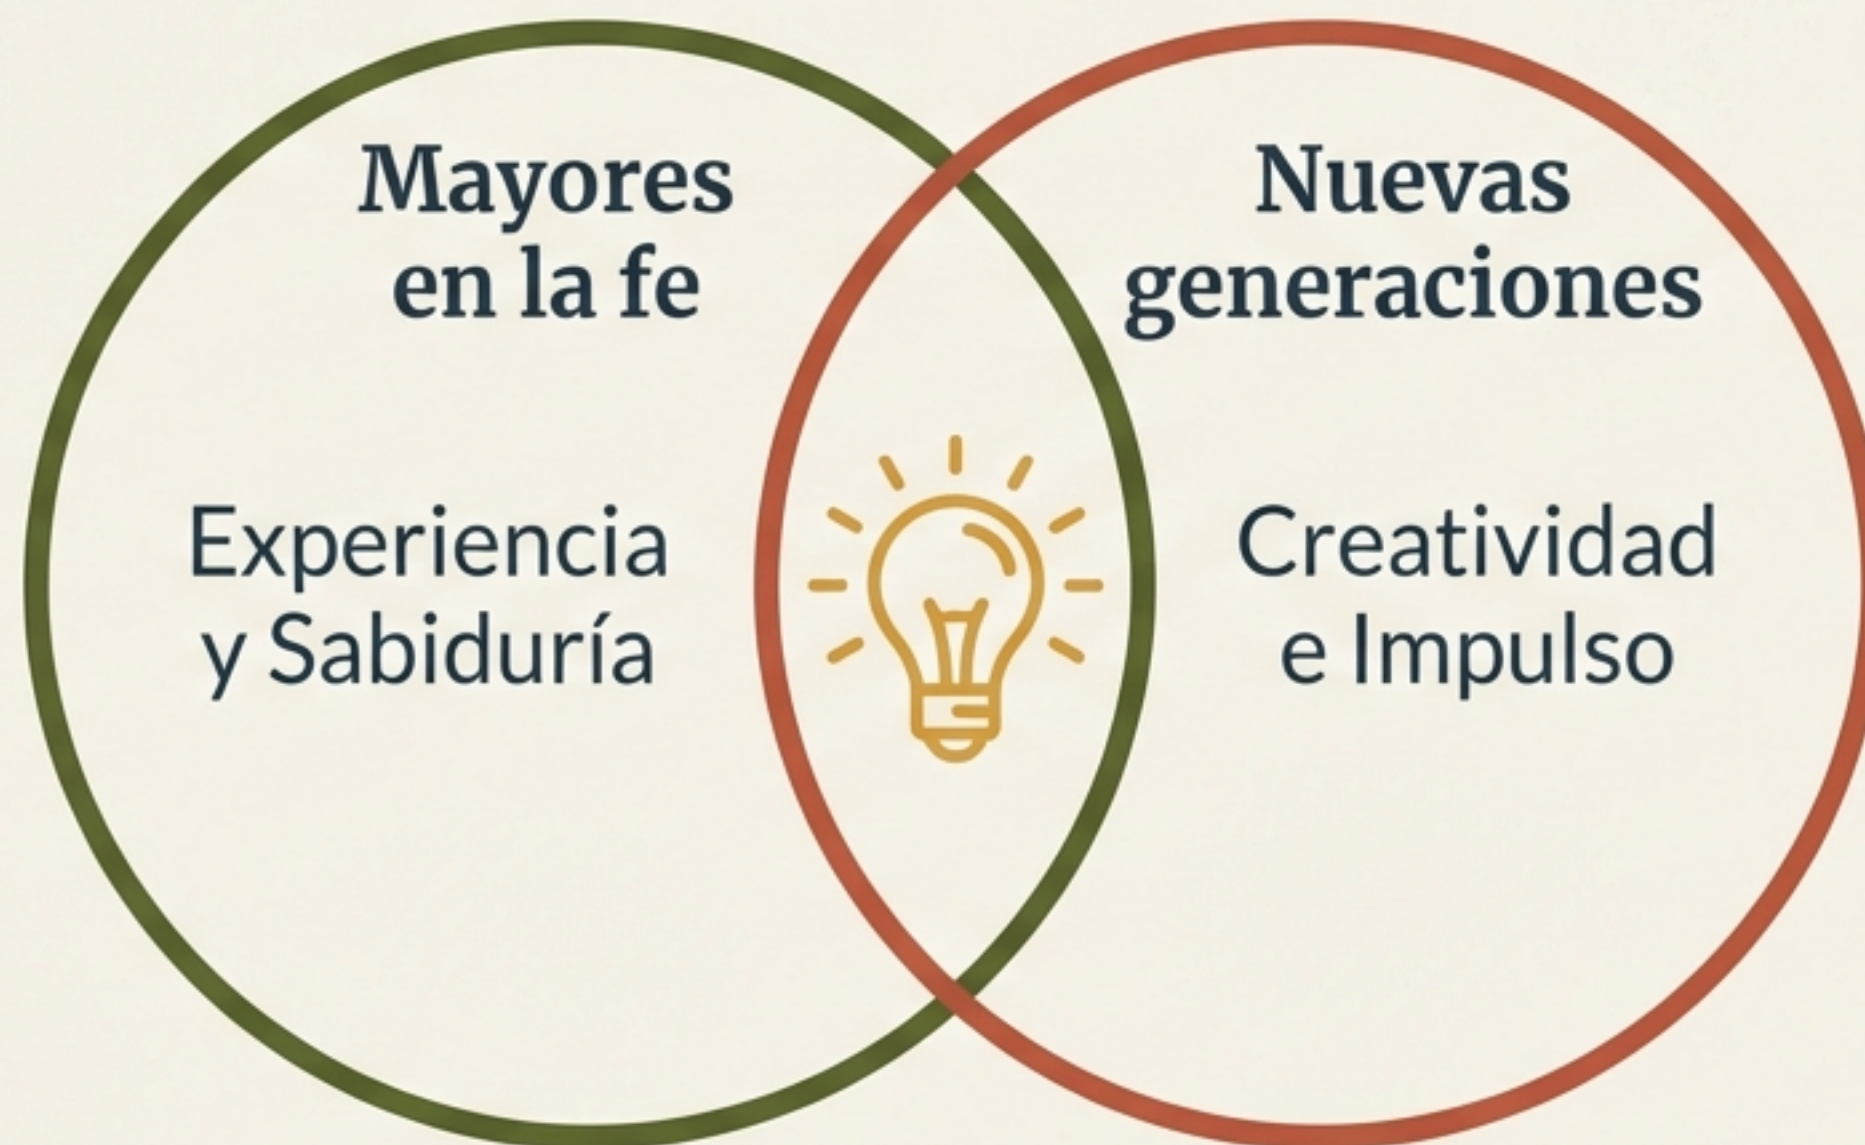 Mayores
en la fe
Experiencia
y Sabiduría
Nuevas
generaciones
Creatividad
e Impulso